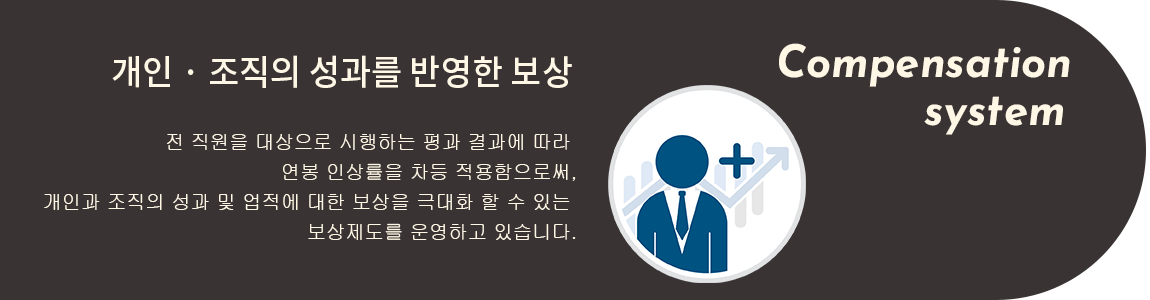 개인 · 조직의 성과를 반영한 보상
전 직원을 대상으로 시행하는 평과 결과에 따라
연봉 인상률을 차등 적용함으로써,
개인과 조직의 성과 및 업적에 대한 보상을 극대화 할 수 있는
보상제도를 운영하고 있습니다.
Compensation
system